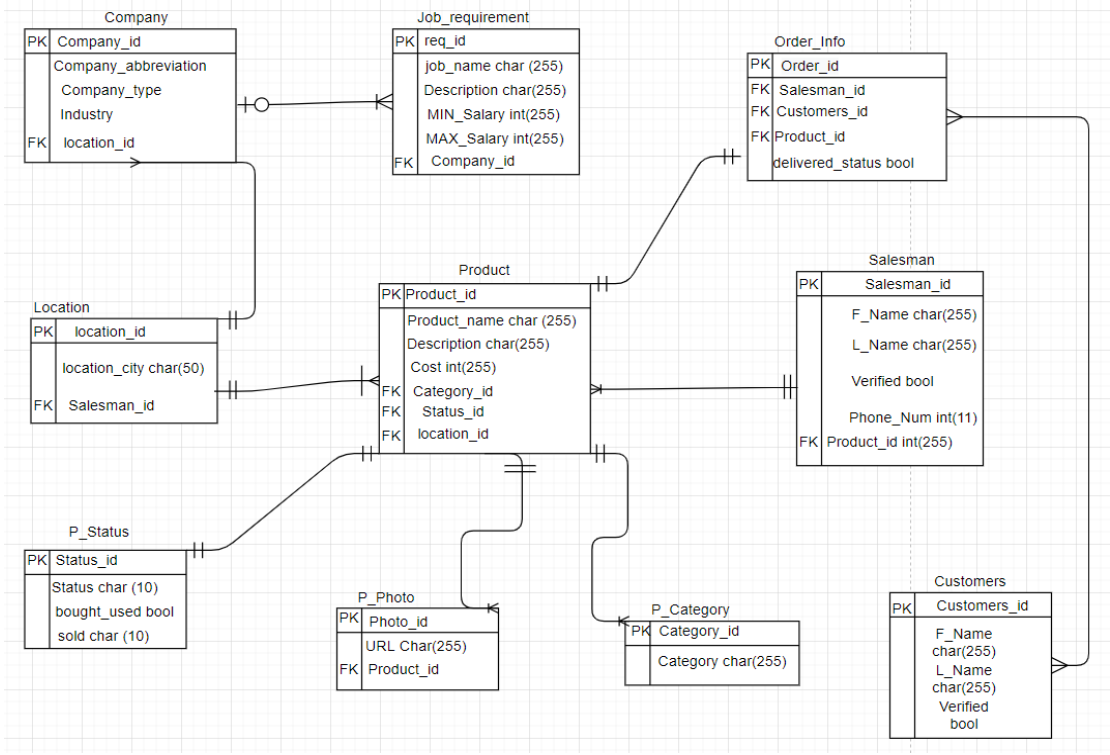 Company
PK Company_id
Company_abbreviation
Company_type
Industry
FK location_id
Job_requirement
PK req_id
job_name char (255)
Description char(255)
MIN_Salary int(255)
MAX_Salary int(255)
FK Company_id
Order_Info
PK Order_id
FK Salesman_id
FK Customers_id
FK Product_id
delivered_status bool
Location
PK location_id
location_city char(50)
FK Salesman_id
Product
PK Product_id
Product_name char (255)
Description char(255)
Cost int(255)
FK Category_id
FK Status_id
FK location_id
Salesman
PK Salesman_id
F_Name char(255)
L_Name char(255)
Verified bool
Phone_Num int(11)
FK Product_id int(255)
P_Status
PK Status_id
Status char (10)
bought_used bool
sold char (10)
P_Photo
PK Photo_id
URL Char(255)
FK Product_id
P_Category
PK Category_id
Category char(255)
Customers
PK Customers_id
F_Name
char(255)
L_Name
char(255)
Verified
bool